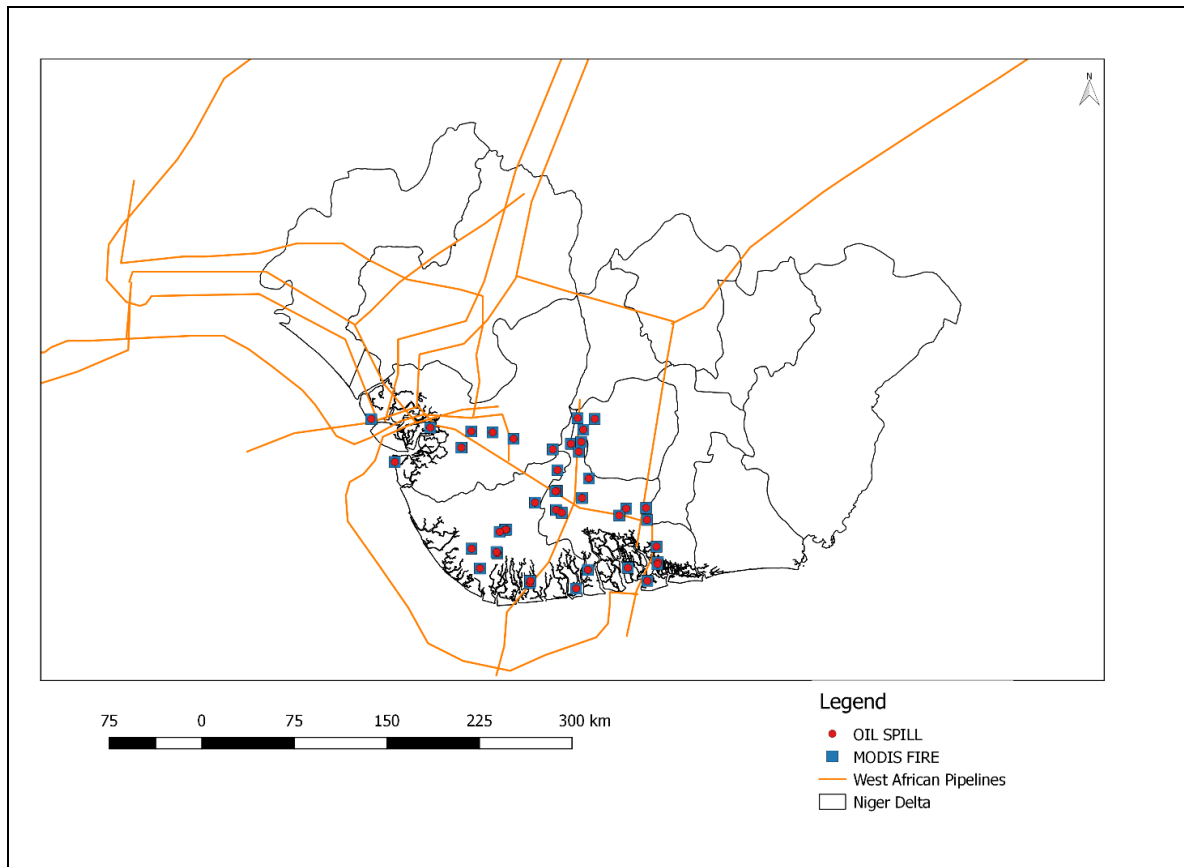 N
75 0 75 150 225 300 km
Legend
OIL SPILL
MODIS FIRE
West African Pipelines
Niger Delta